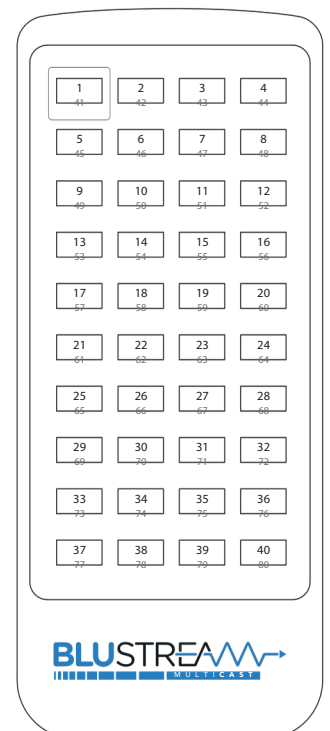 1 2 3 4
41 42 43 44
5 6 7 8
45 46 47 48
9 10 11 12
49 50 51 52
13 14 15 16
53 54 55 56
17 18 19 20
57 58 59 60
21 22 23 24
61 62 63 64
25 26 27 28
65 66 67 68
29 30 31 32
69 70 71 72
33 34 35 36
73 74 75 76
37 38 39 40
77 78 79 80
BLUSTREAM
MULTICAST